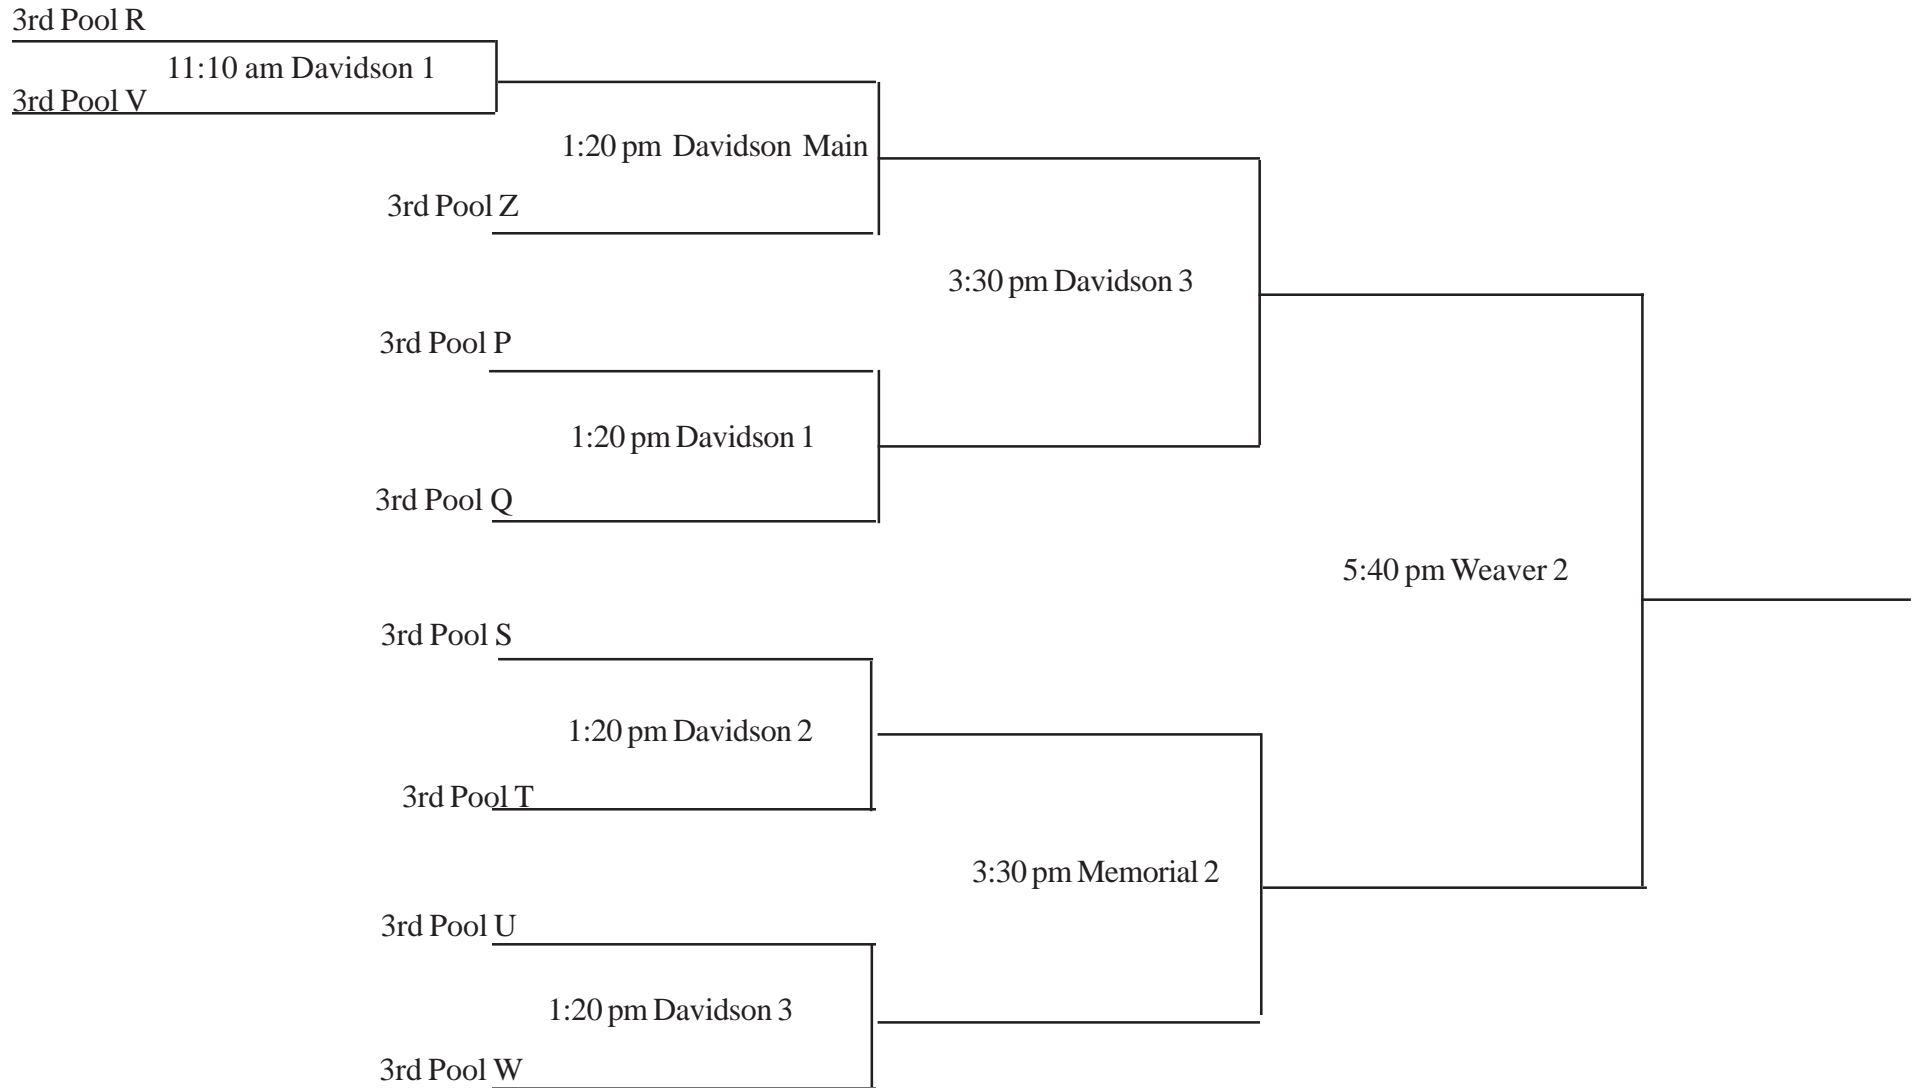 3rd Pool R
11:10 am Davidson 1
3rd Pool V
1:20 pm Davidson Main
3rd Pool Z
3:30 pm Davidson 3
3rd Pool P
1:20 pm Davidson 1
3rd Pool Q
5:40 pm Weaver 2
3rd Pool S
1:20 pm Davidson 2
3rd Pool T
3:30 pm Memorial 2
3rd Pool U
1:20 pm Davidson 3
3rd Pool W